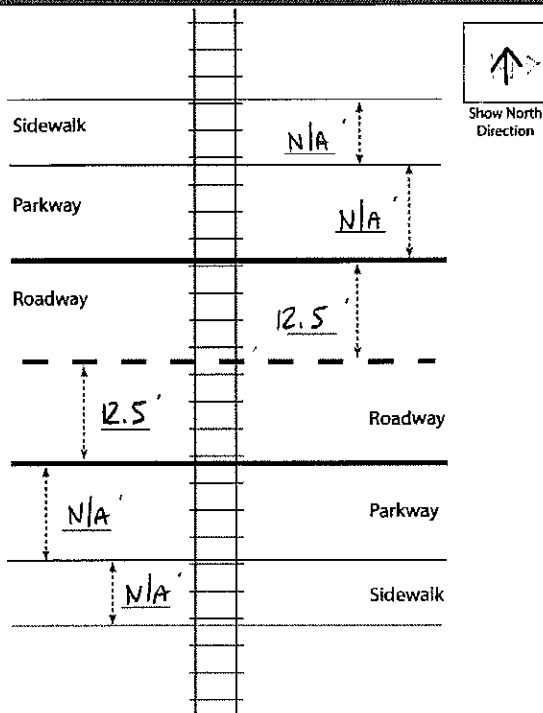 Show North
Direction
Sidewalk
N/A'
Parkway
N/A'
Roadway
12.5'
12.5'
Roadway
N/A'
Parkway
N/A'
Sidewalk